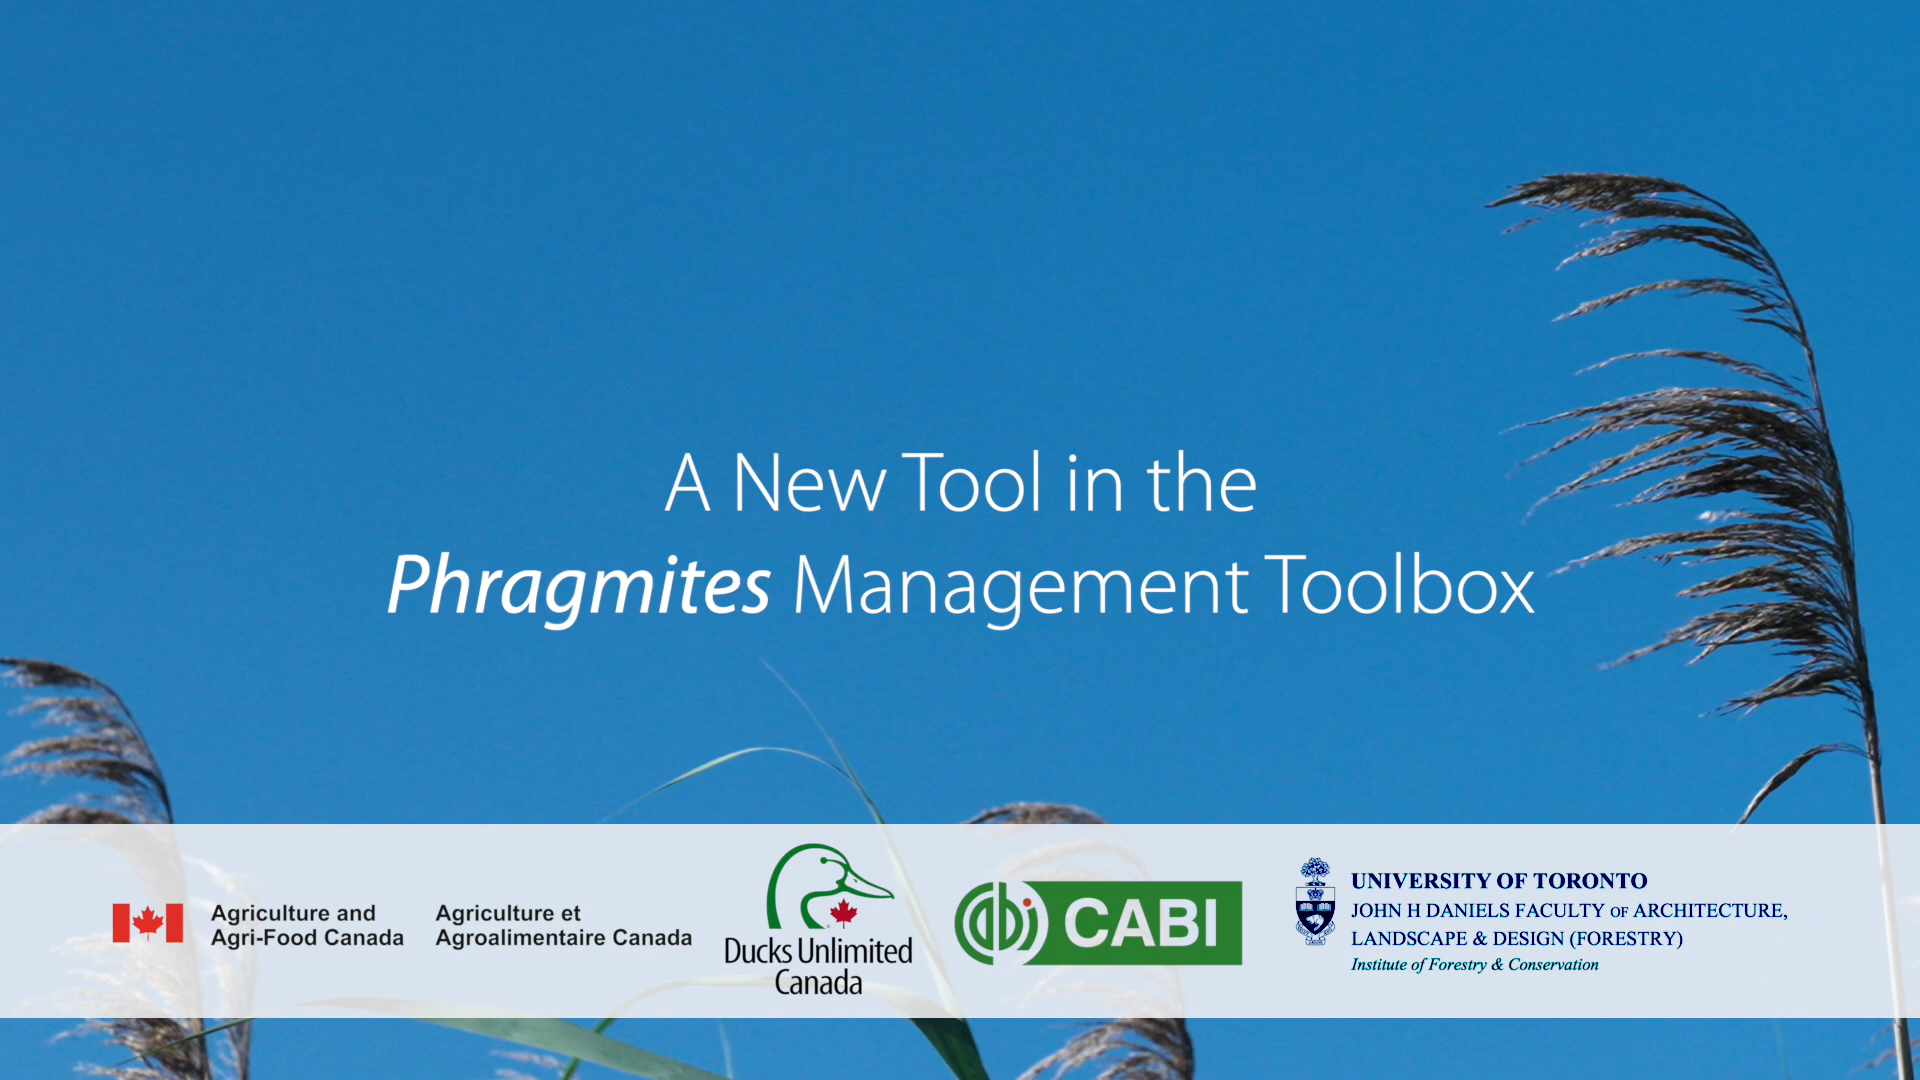 A New Tool in the
Phragmites Management Toolbox
Agriculture and
Agri-Food Canada
Agriculture et
Agroalimentaire Canada
Ducks Unlimited
Canada
CABI
UNIVERSITY OF TORONTO
JOHN H DANIELS FACULTY OF ARCHITECTURE,
LANDSCAPE & DESIGN (FORESTRY)
Institute of Forestry & Conservation